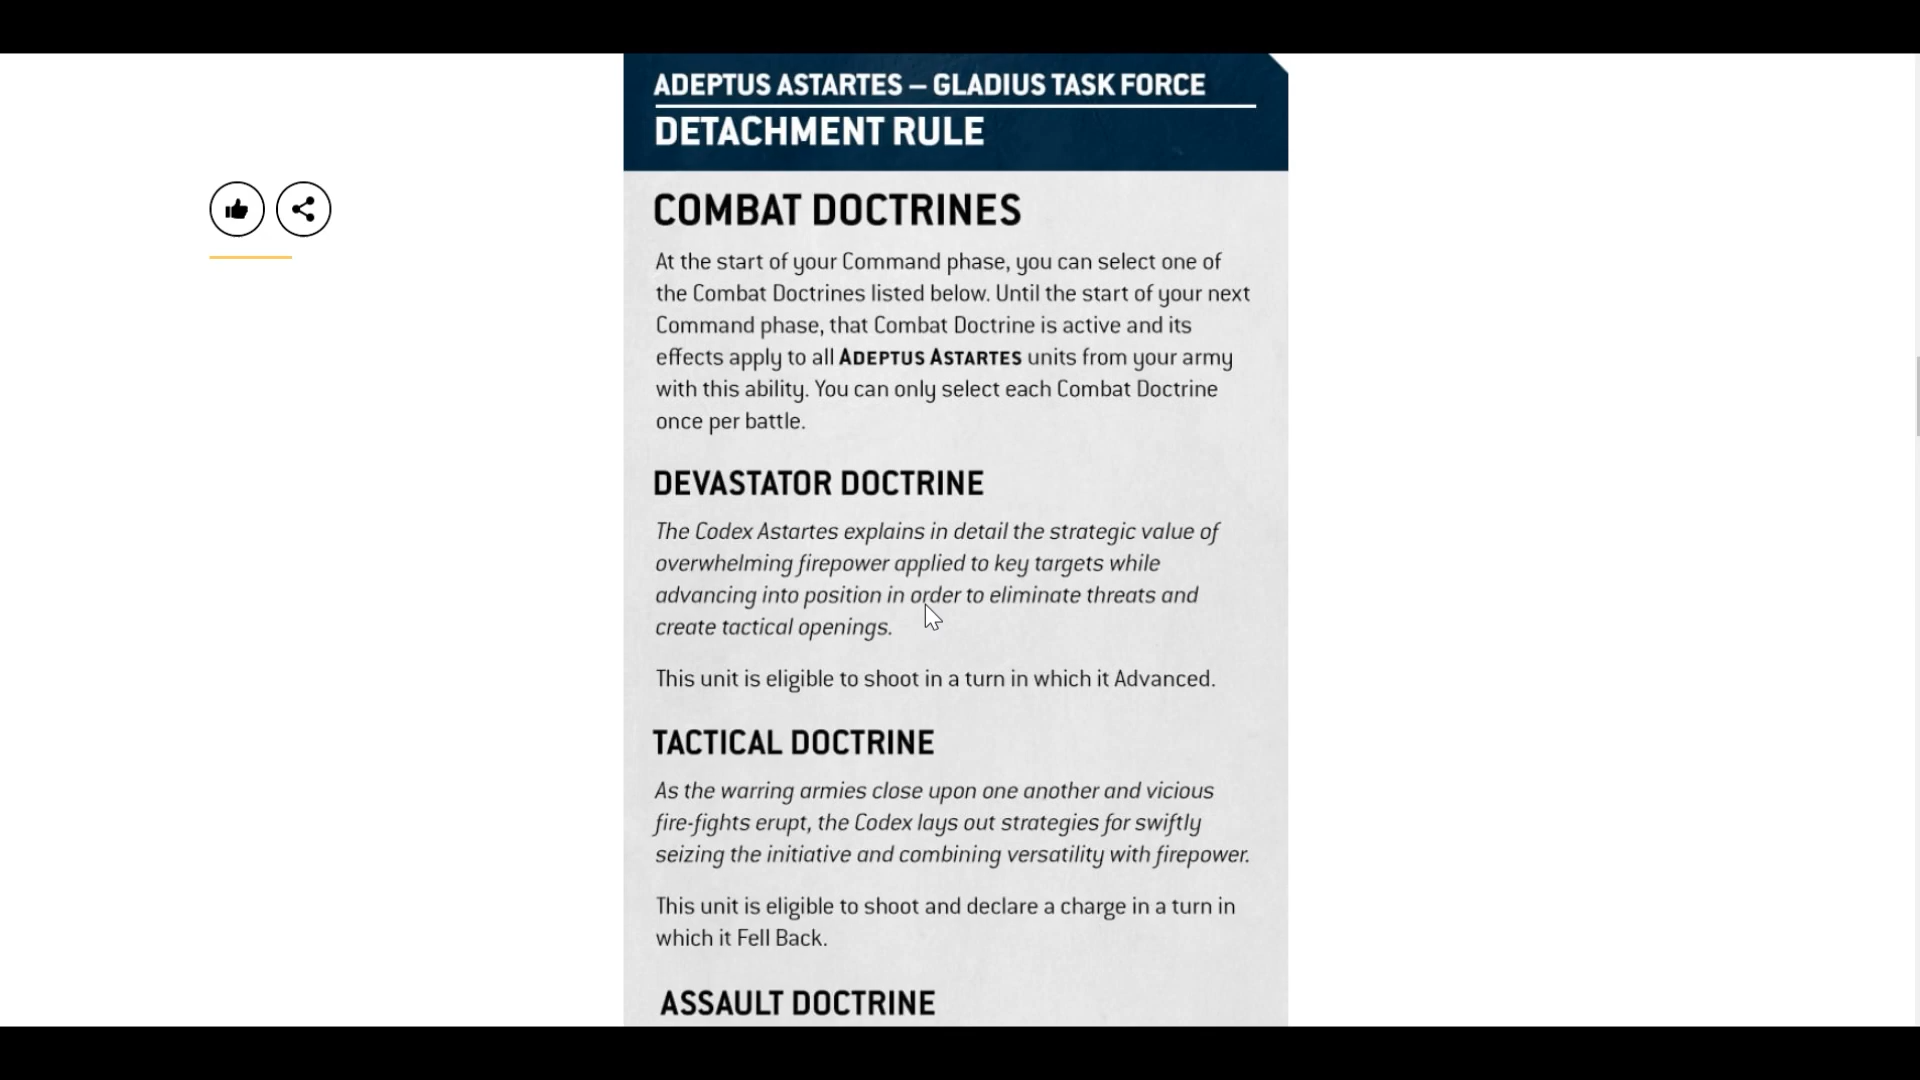 ADEPTUS ASTARTES – GLADIUS TASK FORCE
DETACHMENT RULE
COMBAT DOCTRINES
At the start of your Command phase, you can select one of
the Combat Doctrines listed below. Until the start of your next
Command phase, that Combat Doctrine is active and its
effects apply to all ADEPTUS ASTARTES units from your army
with this ability. You can only select each Combat Doctrine
once per battle.
DEVASTATOR DOCTRINE
The Codex Astartes explains in detail the strategic value of
overwhelming firepower applied to key targets while
advancing into position in order to eliminate threats and
create tactical openings.
This unit is eligible to shoot in a turn in which it Advanced.
TACTICAL DOCTRINE
As the warring armies close upon one another and vicious
fire-fights erupt, the Codex lays out strategies for swiftly
seizing the initiative and combining versatility with firepower.
This unit is eligible to shoot and declare a charge in a turn in
which it Fell Back.
ASSAULT DOCTRINE